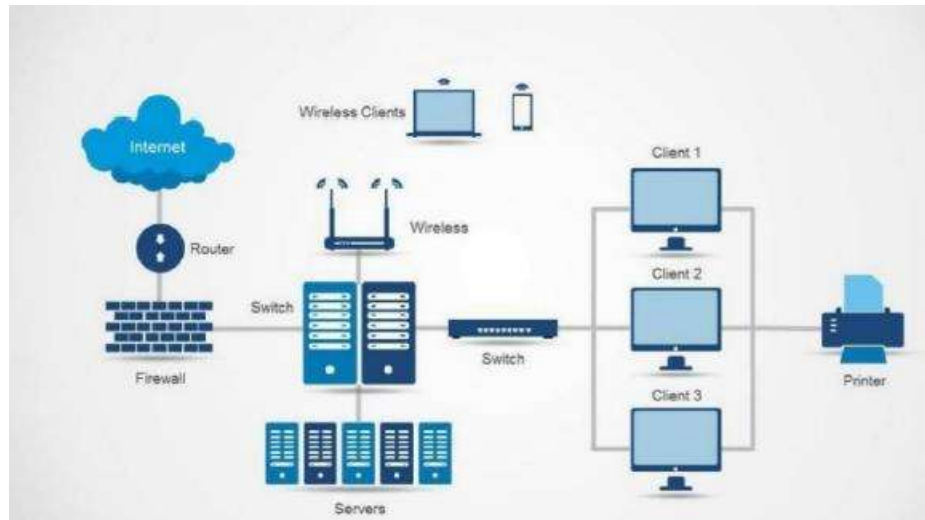 Wireless Clients
Internet
Client 1
Wireless
Router
Client 2
Switch
Switch
Firewall
Printer
Client 3
Servers